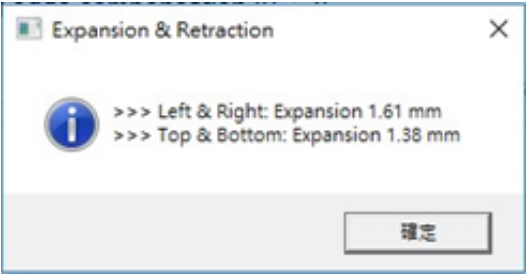 Expansion & Retraction
>>> Left & Right: Expansion 1.61 mm
>>> Top & Bottom: Expansion 1.38 mm
確定